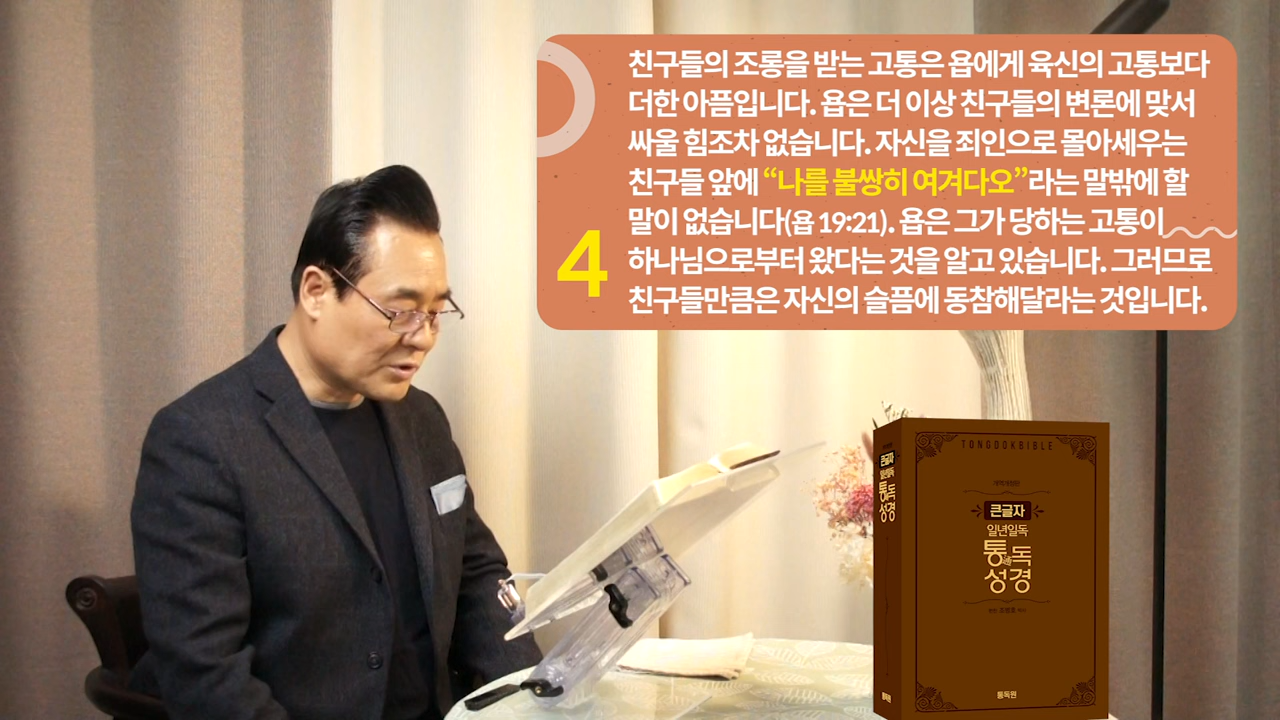 친구들의 조롱을 받는 고통은 욥에게 육신의 고통보다
더한 아픔입니다. 욥은 더 이상 친구들의 변론에 맞서
싸울 힘조차 없습니다. 자신을 죄인으로 몰아세우는
친구들 앞에 “나를 불쌍히 여겨다오”라는 말밖에 할
말이 없습니다(욥 19:21). 욥은 그가 당하는 고통이
하나님으로부터 왔다는 것을 알고 있습니다. 그러므로
친구들만큼은 자신의 슬픔에 동참해달라는 것입니다.
4
TONGDOKBIBLE
개역개정판
큰글자
일년일독
통독
성경
통독원
큰글자
일년일독
통독
성경
통독원